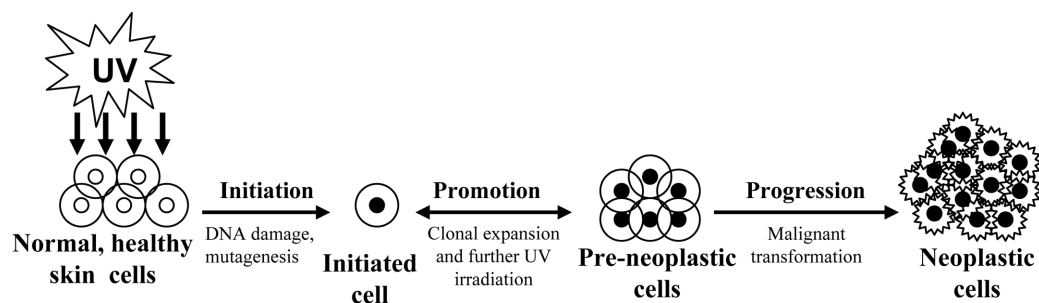 UV
Normal, healthy
skin cells
Initiation
DNA damage,
mutagenesis
Initiated
cell
Promotion
Clonal expansion
and further UV
irradiation
Pre-neoplastic
cells
Progression
Malignant
transformation
Neoplastic
cells